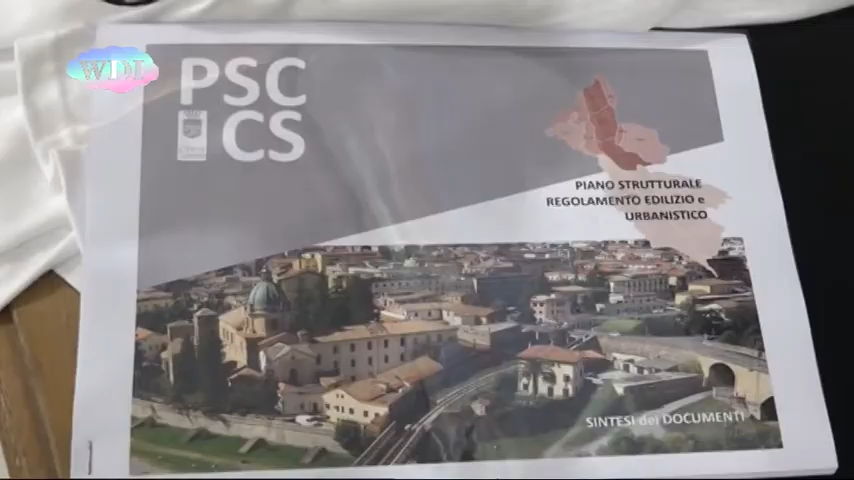 WDI
PSC
CS
PIANO STRUTTURALE
REGOLAMENTO EDILIZIO e
URBANISTICO
SINTESI dei DOCUMENTI